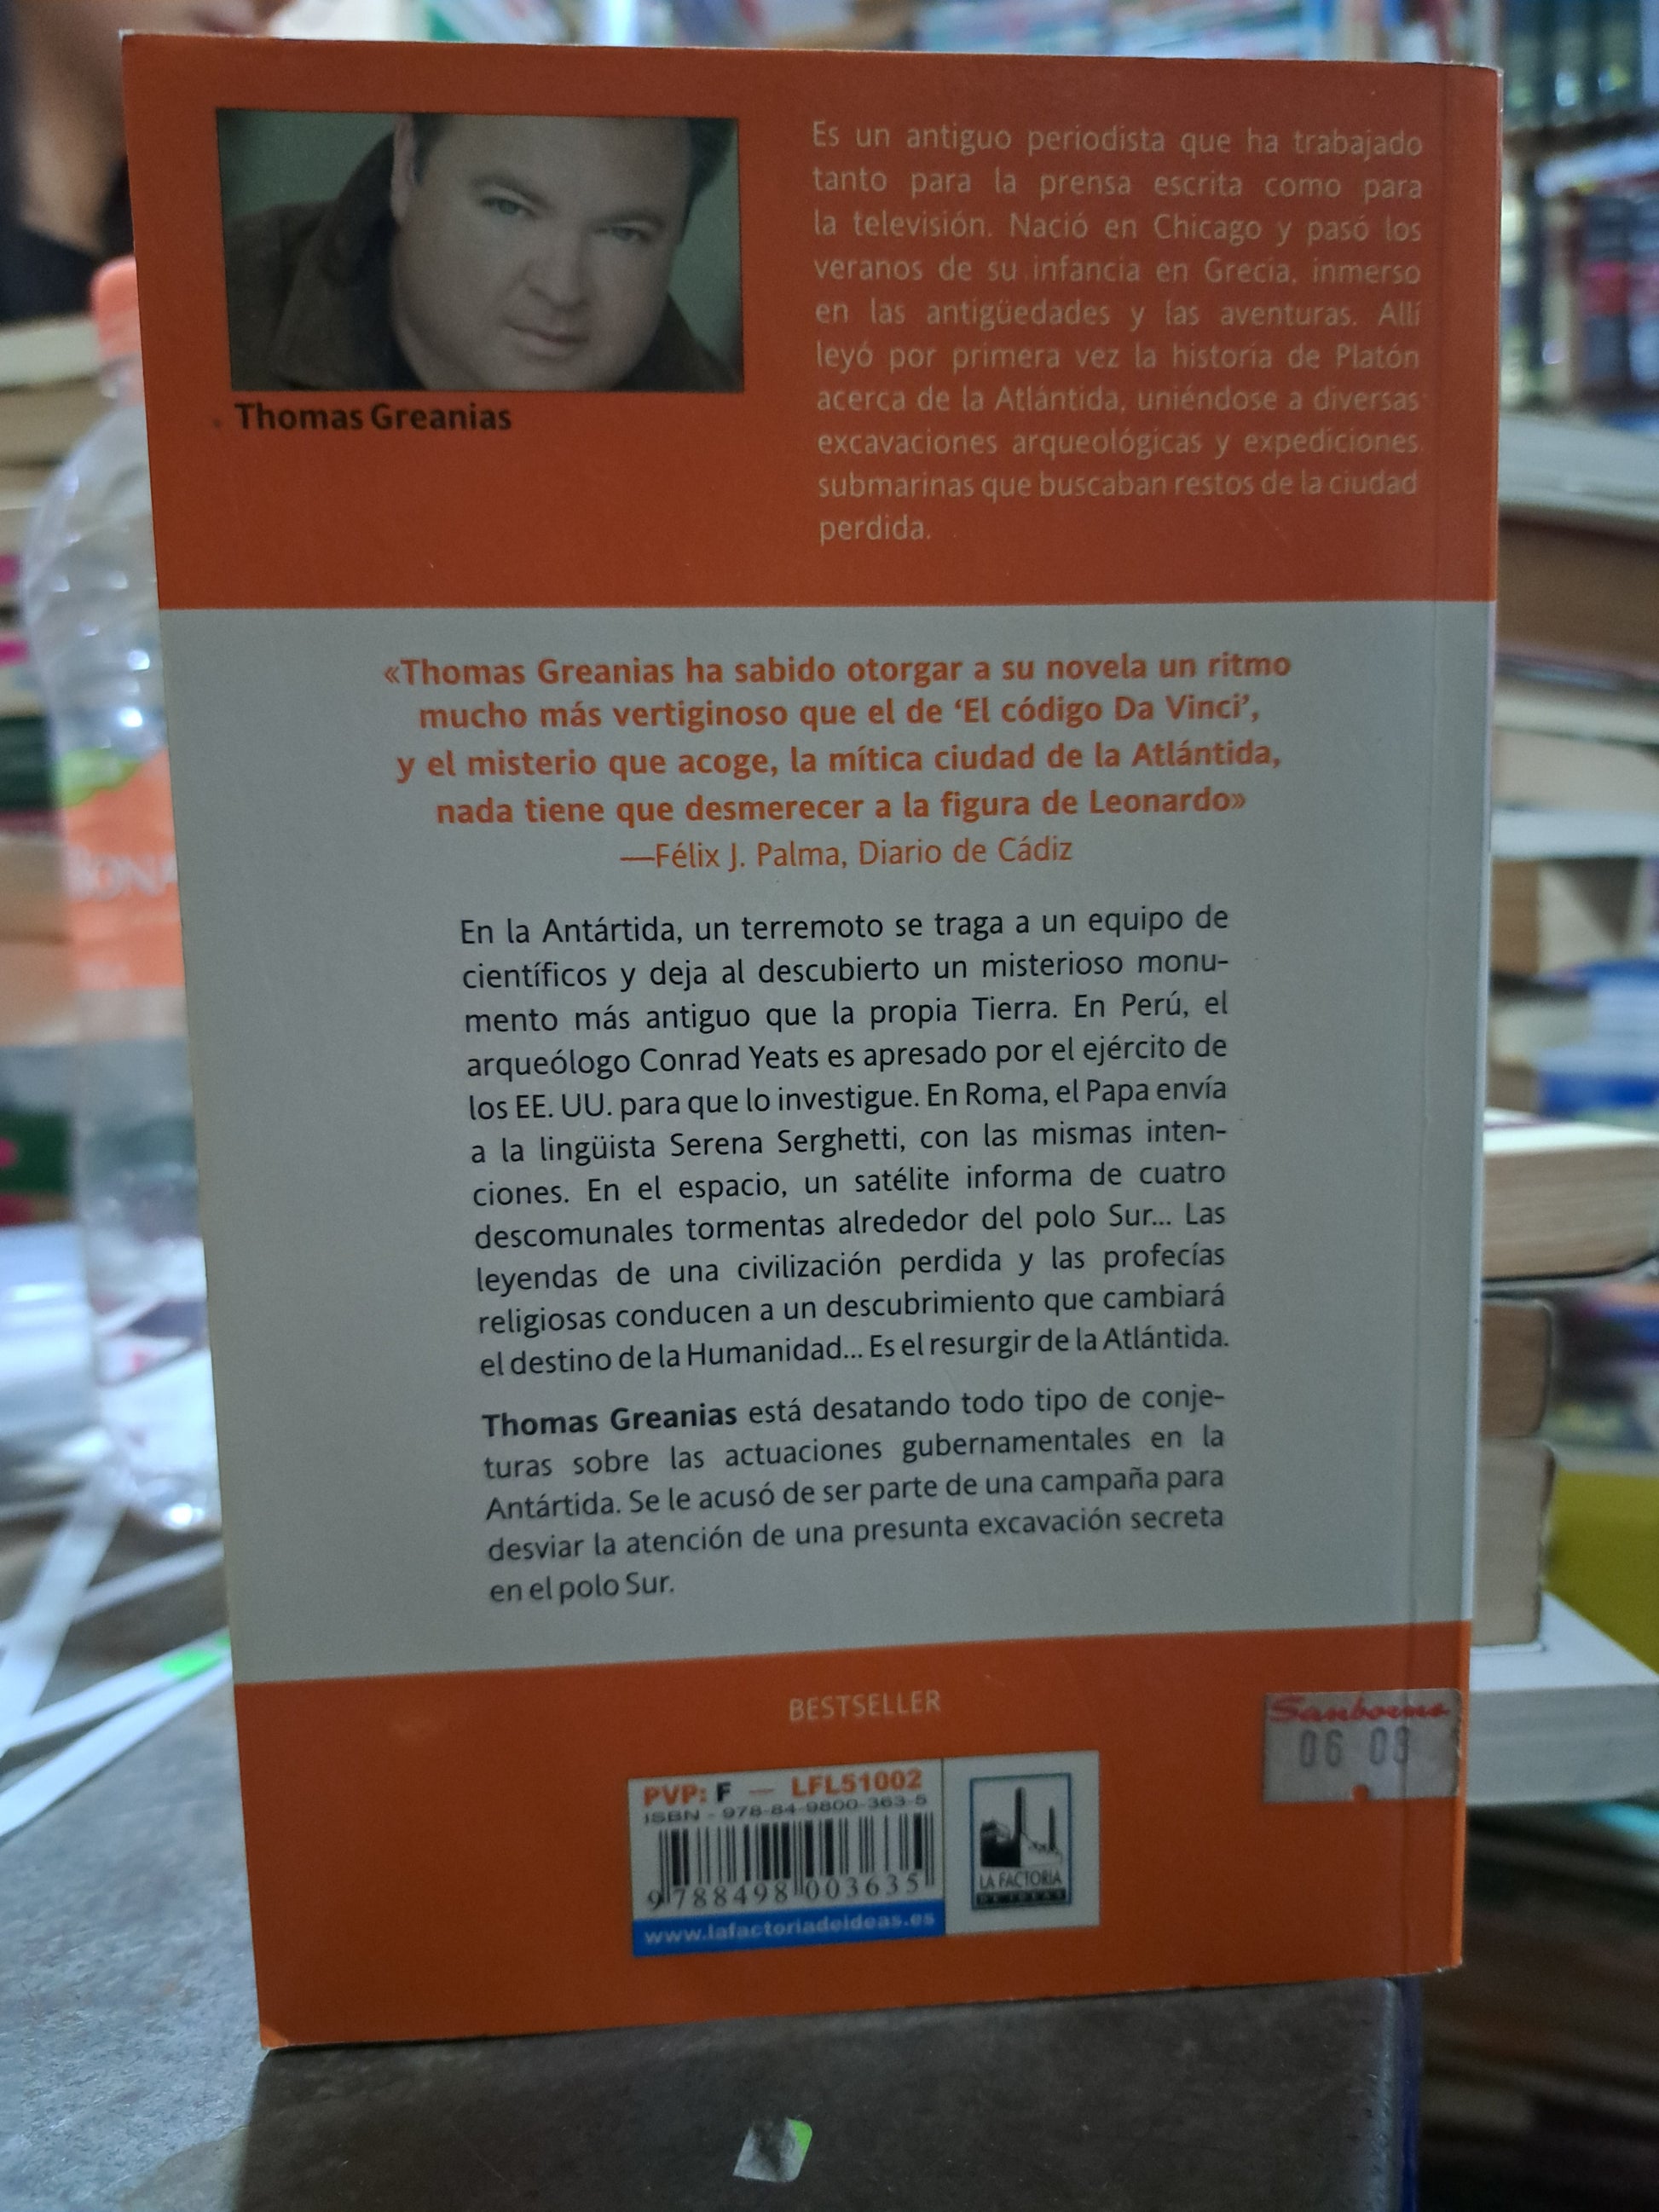 Es un antiguo periodista que ha trabajado
tanto para la prensa escrita como para
la televisión. Nació en Chicago y pasó los
veranos de su infancia en Grecia, inmerso
en las antigüedades y las aventuras. Allí
leyó por primera vez la historia de Platón
acerca de la Atlántida, uniéndose a diversas
excavaciones arqueológicas y expediciones
submarinas que buscaban restos de la ciudad
perdida.
Thomas Greanias
«Thomas Greanias ha sabido otorgar a su novela un ritmo
mucho más vertiginoso que el de ‘El código Da Vinci’,
y el misterio que acoge, la mítica ciudad de la Atlántida,
nada tiene que desmerecer a la figura de Leonardo»
—Félix J. Palma, Diario de Cádiz
En la Antártida, un terremoto se traga a un equipo de
científicos y deja al descubierto un misterioso monu-
mento más antiguo que la propia Tierra. En Perú, el
arqueólogo Conrad Yeats es apresado por el ejército de
los EE. UU. para que lo investigue. En Roma, el Papa envía
a la lingüista Serena Serghetti, con las mismas inten-
ciones. En el espacio, un satélite informa de cuatro
descomunales tormentas alrededor del polo Sur... Las
leyendas de una civilización perdida y las profecías
religiosas conducen a un descubrimiento que cambiará
el destino de la Humanidad... Es el resurgir de la Atlántida.
Thomas Greanias está desatando todo tipo de conje-
turas sobre las actuaciones gubernamentales en la
Antártida. Se le acusó de ser parte de una campaña para
desviar la atención de una presunta excavación secreta
en el polo Sur.
BESTSELLER
Sanborns
06 09
PVP: F — LFL51002
ISBN - 978-84-9800-363-5
9 788498 003635
www.lafactoriadeideas.es
LA FACTORIA
DE IDEAS